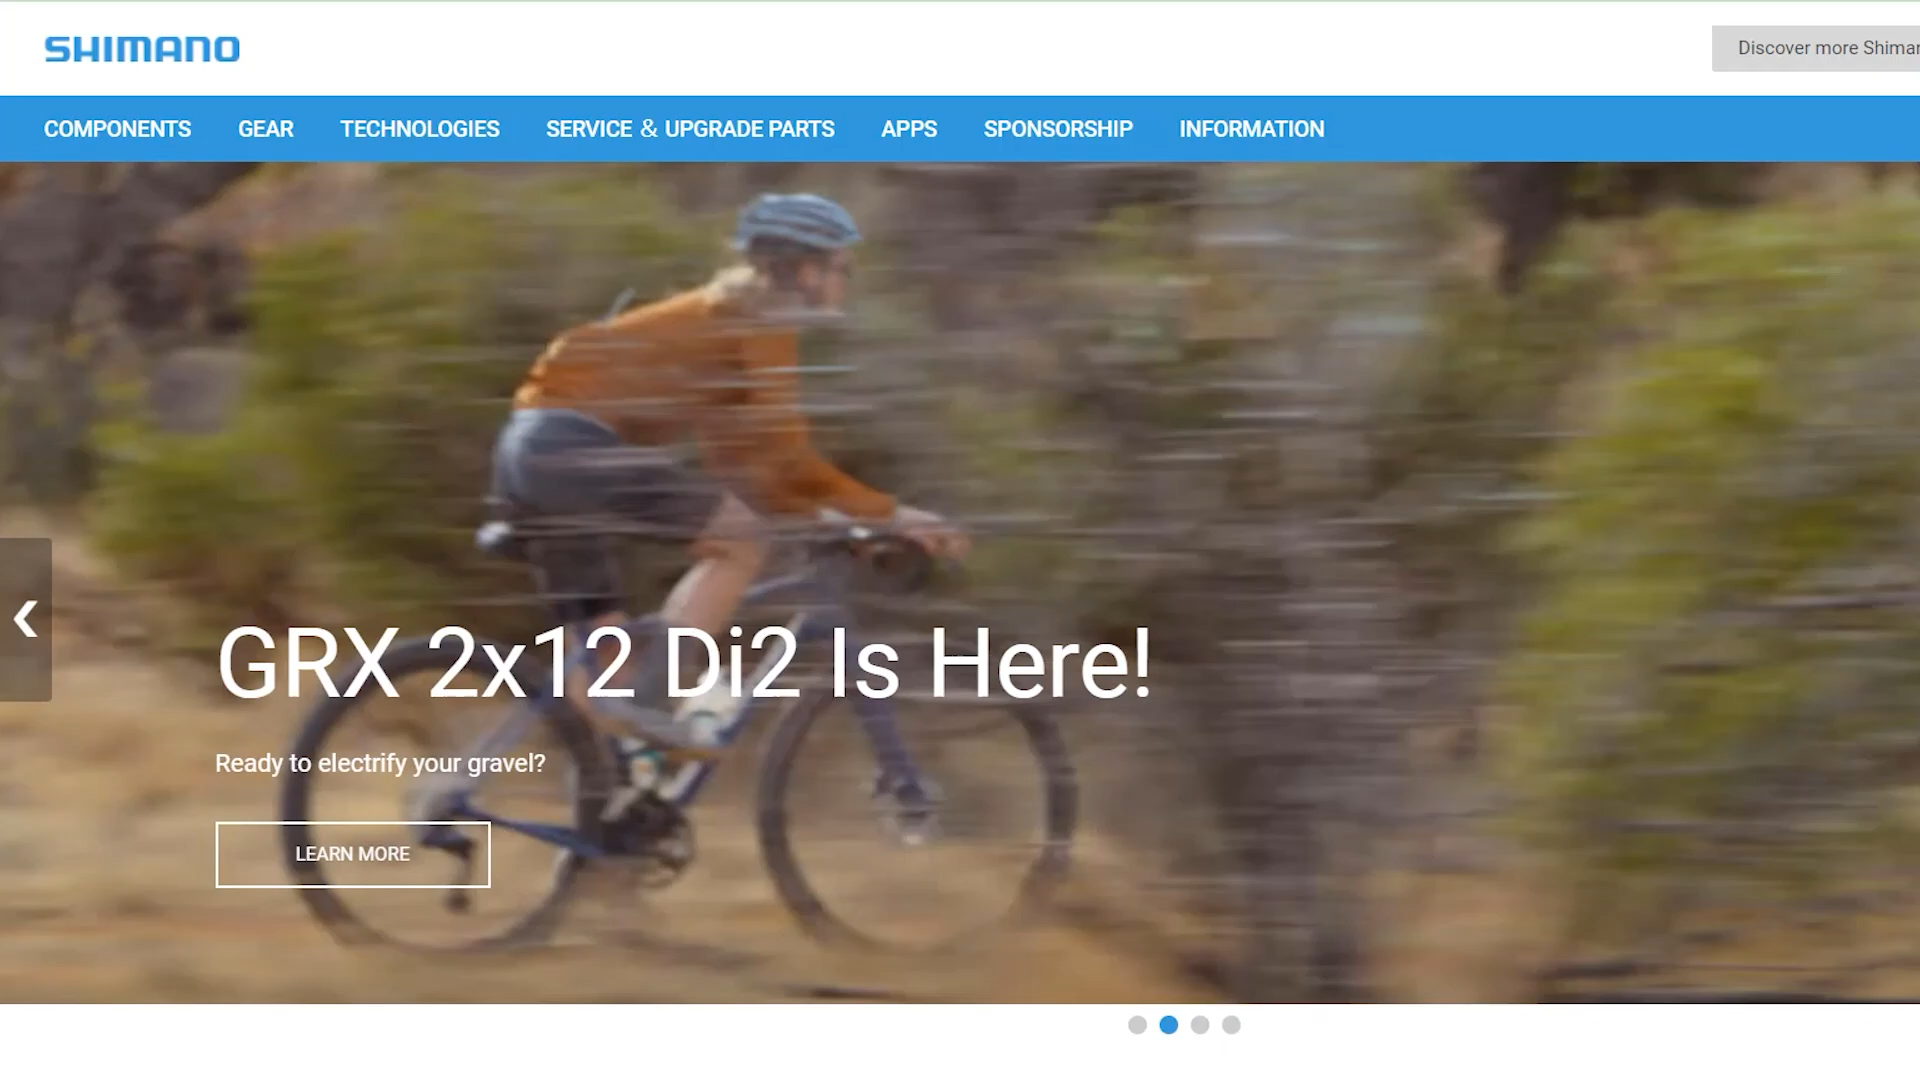 SHIMANO
Discover more Shiman
COMPONENTS GEAR TECHNOLOGIES SERVICE & UPGRADE PARTS APPS SPONSORSHIP INFORMATION
GRX 2x12 Di2 Is Here!
Ready to electrify your gravel?
LEARN MORE